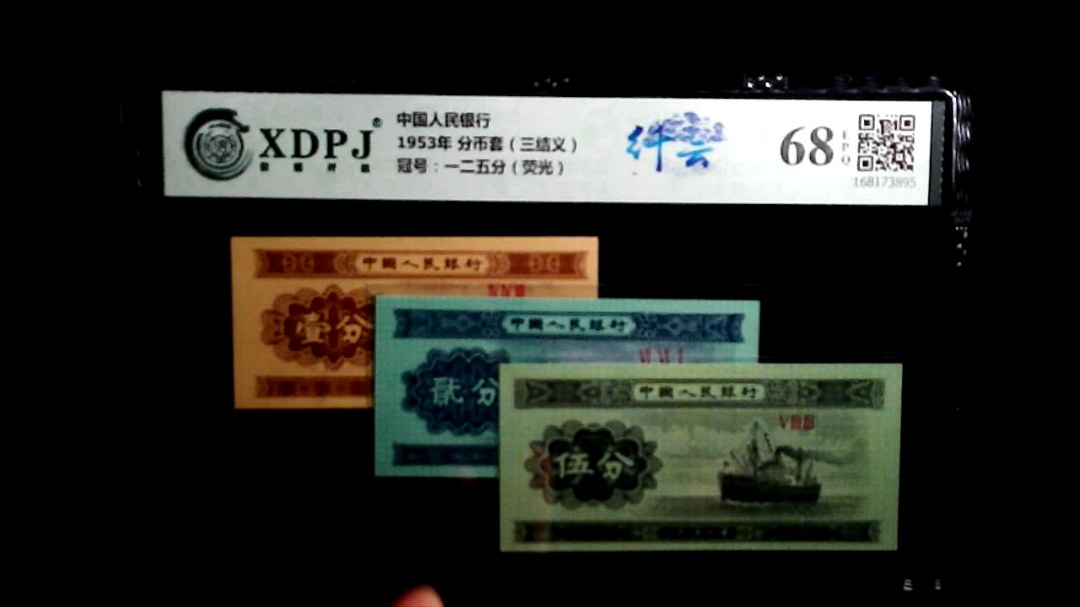 XDPJ®
中国人民银行
1953年 分币套（三结义）
冠号：一二五分（荧光）
纤雲
68
EPQ
168173895
中國人民銀行
壹分
中國人民銀行
貳分
中國人民銀行
伍分